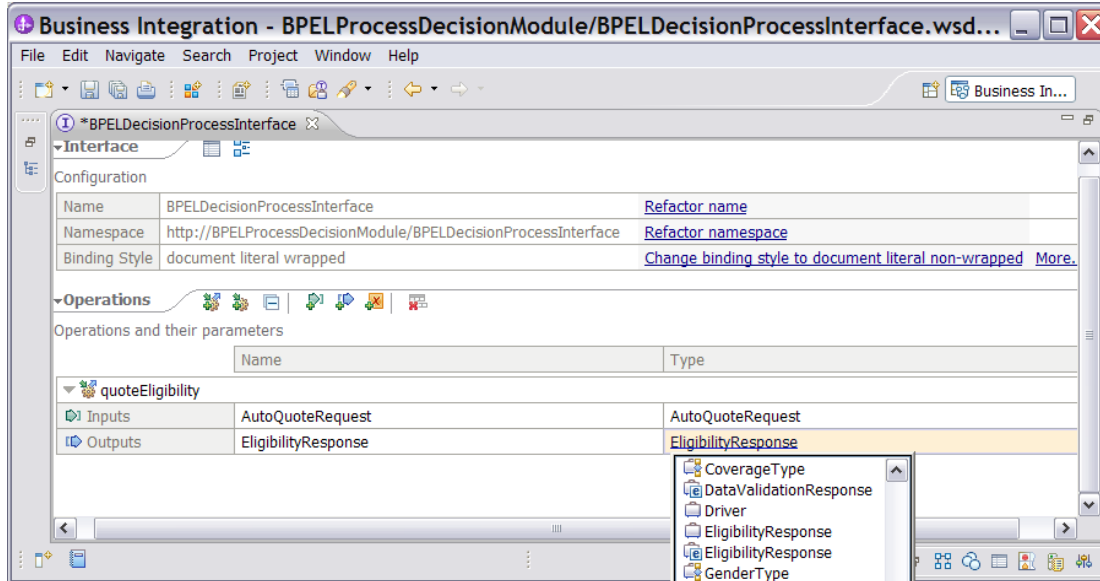 Business Integration - BPELProcessDecisionModule/BPELDecisionProcessInterface.wsd...
File Edit Navigate Search Project Window Help
Business In...
*BPELDecisionProcessInterface
Interface
Configuration
Name BPELDecisionProcessInterface Refactor name
Namespace http://BPELProcessDecisionModule/BPELDecisionProcessInterface Refactor namespace
Binding Style document literal wrapped Change binding style to document literal non-wrapped More.
Operations
Operations and their parameters
Name Type
quoteEligibility
Inputs AutoQuoteRequest AutoQuoteRequest
Outputs EligibilityResponse EligibilityResponse
CoverageType
DataValidationResponse
Driver
EligibilityResponse
EligibilityResponse
GenderType